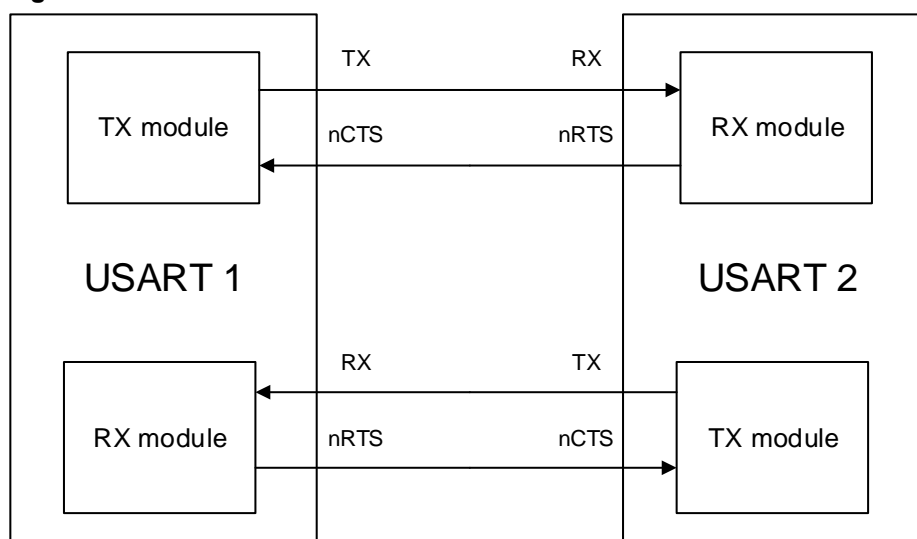 TX RX
TX module RX module
nCTS nRTS
USART 1 USART 2
RX TX
RX module TX module
nRTS nCTS